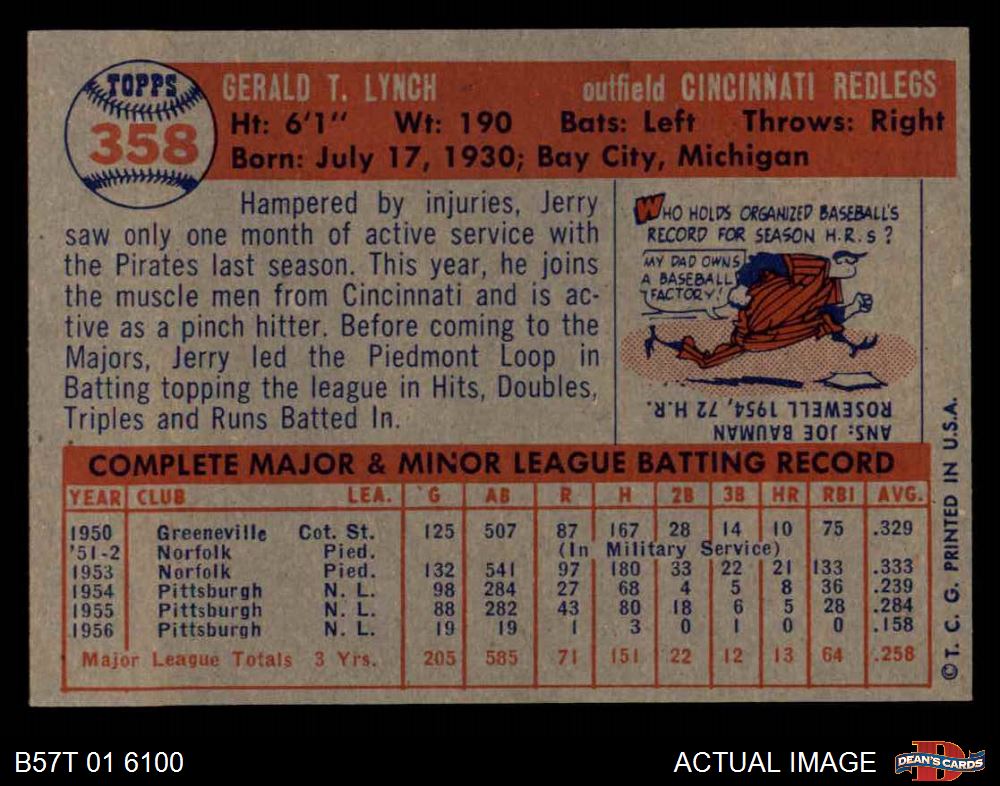 TOPPS
358
GERALD T. LYNCH outfield CINCINNATI REDLEGS
Ht: 6'1" Wt: 190 Bats: Left Throws: Right
Born: July 17, 1930; Bay City, Michigan
Hampered by injuries, Jerry
saw only one month of active service with
the Pirates last season. This year, he joins
the muscle men from Cincinnati and is ac-
tive as a pinch hitter. Before coming to the
Majors, Jerry led the Piedmont Loop in
Batting topping the league in Hits, Doubles,
Triples and Runs Batted In.
WHO HOLDS ORGANIZED BASEBALL'S
RECORD FOR SEASON H.R.s ?
MY DAD OWNS
A BASEBALL
FACTORY!
ANS: JOE BAUMAN
ROSEWELL 1954, 72 H.R.
COMPLETE MAJOR & MINOR LEAGUE BATTING RECORD
YEAR CLUB LEA. G AB R H 2B 3B HR RBI AVG.
1950 Greeneville Cot. St. 125 507 87 167 28 14 10 75 .329
'51-2 Norfolk Pied. (In Military Service)
1953 Norfolk Pied. 132 541 97 180 33 22 21 133 .333
1954 Pittsburgh N. L. 98 284 27 68 4 5 8 36 .239
1955 Pittsburgh N. L. 88 282 43 80 18 6 5 28 .284
1956 Pittsburgh N. L. 19 19 1 3 0 1 0 0 .158
Major League Totals 3 Yrs. 205 585 71 151 22 12 13 64 .258
© T. C. G. PRINTED IN U.S.A.
B57T 01 6100 ACTUAL IMAGE
DEAN'S CARDS